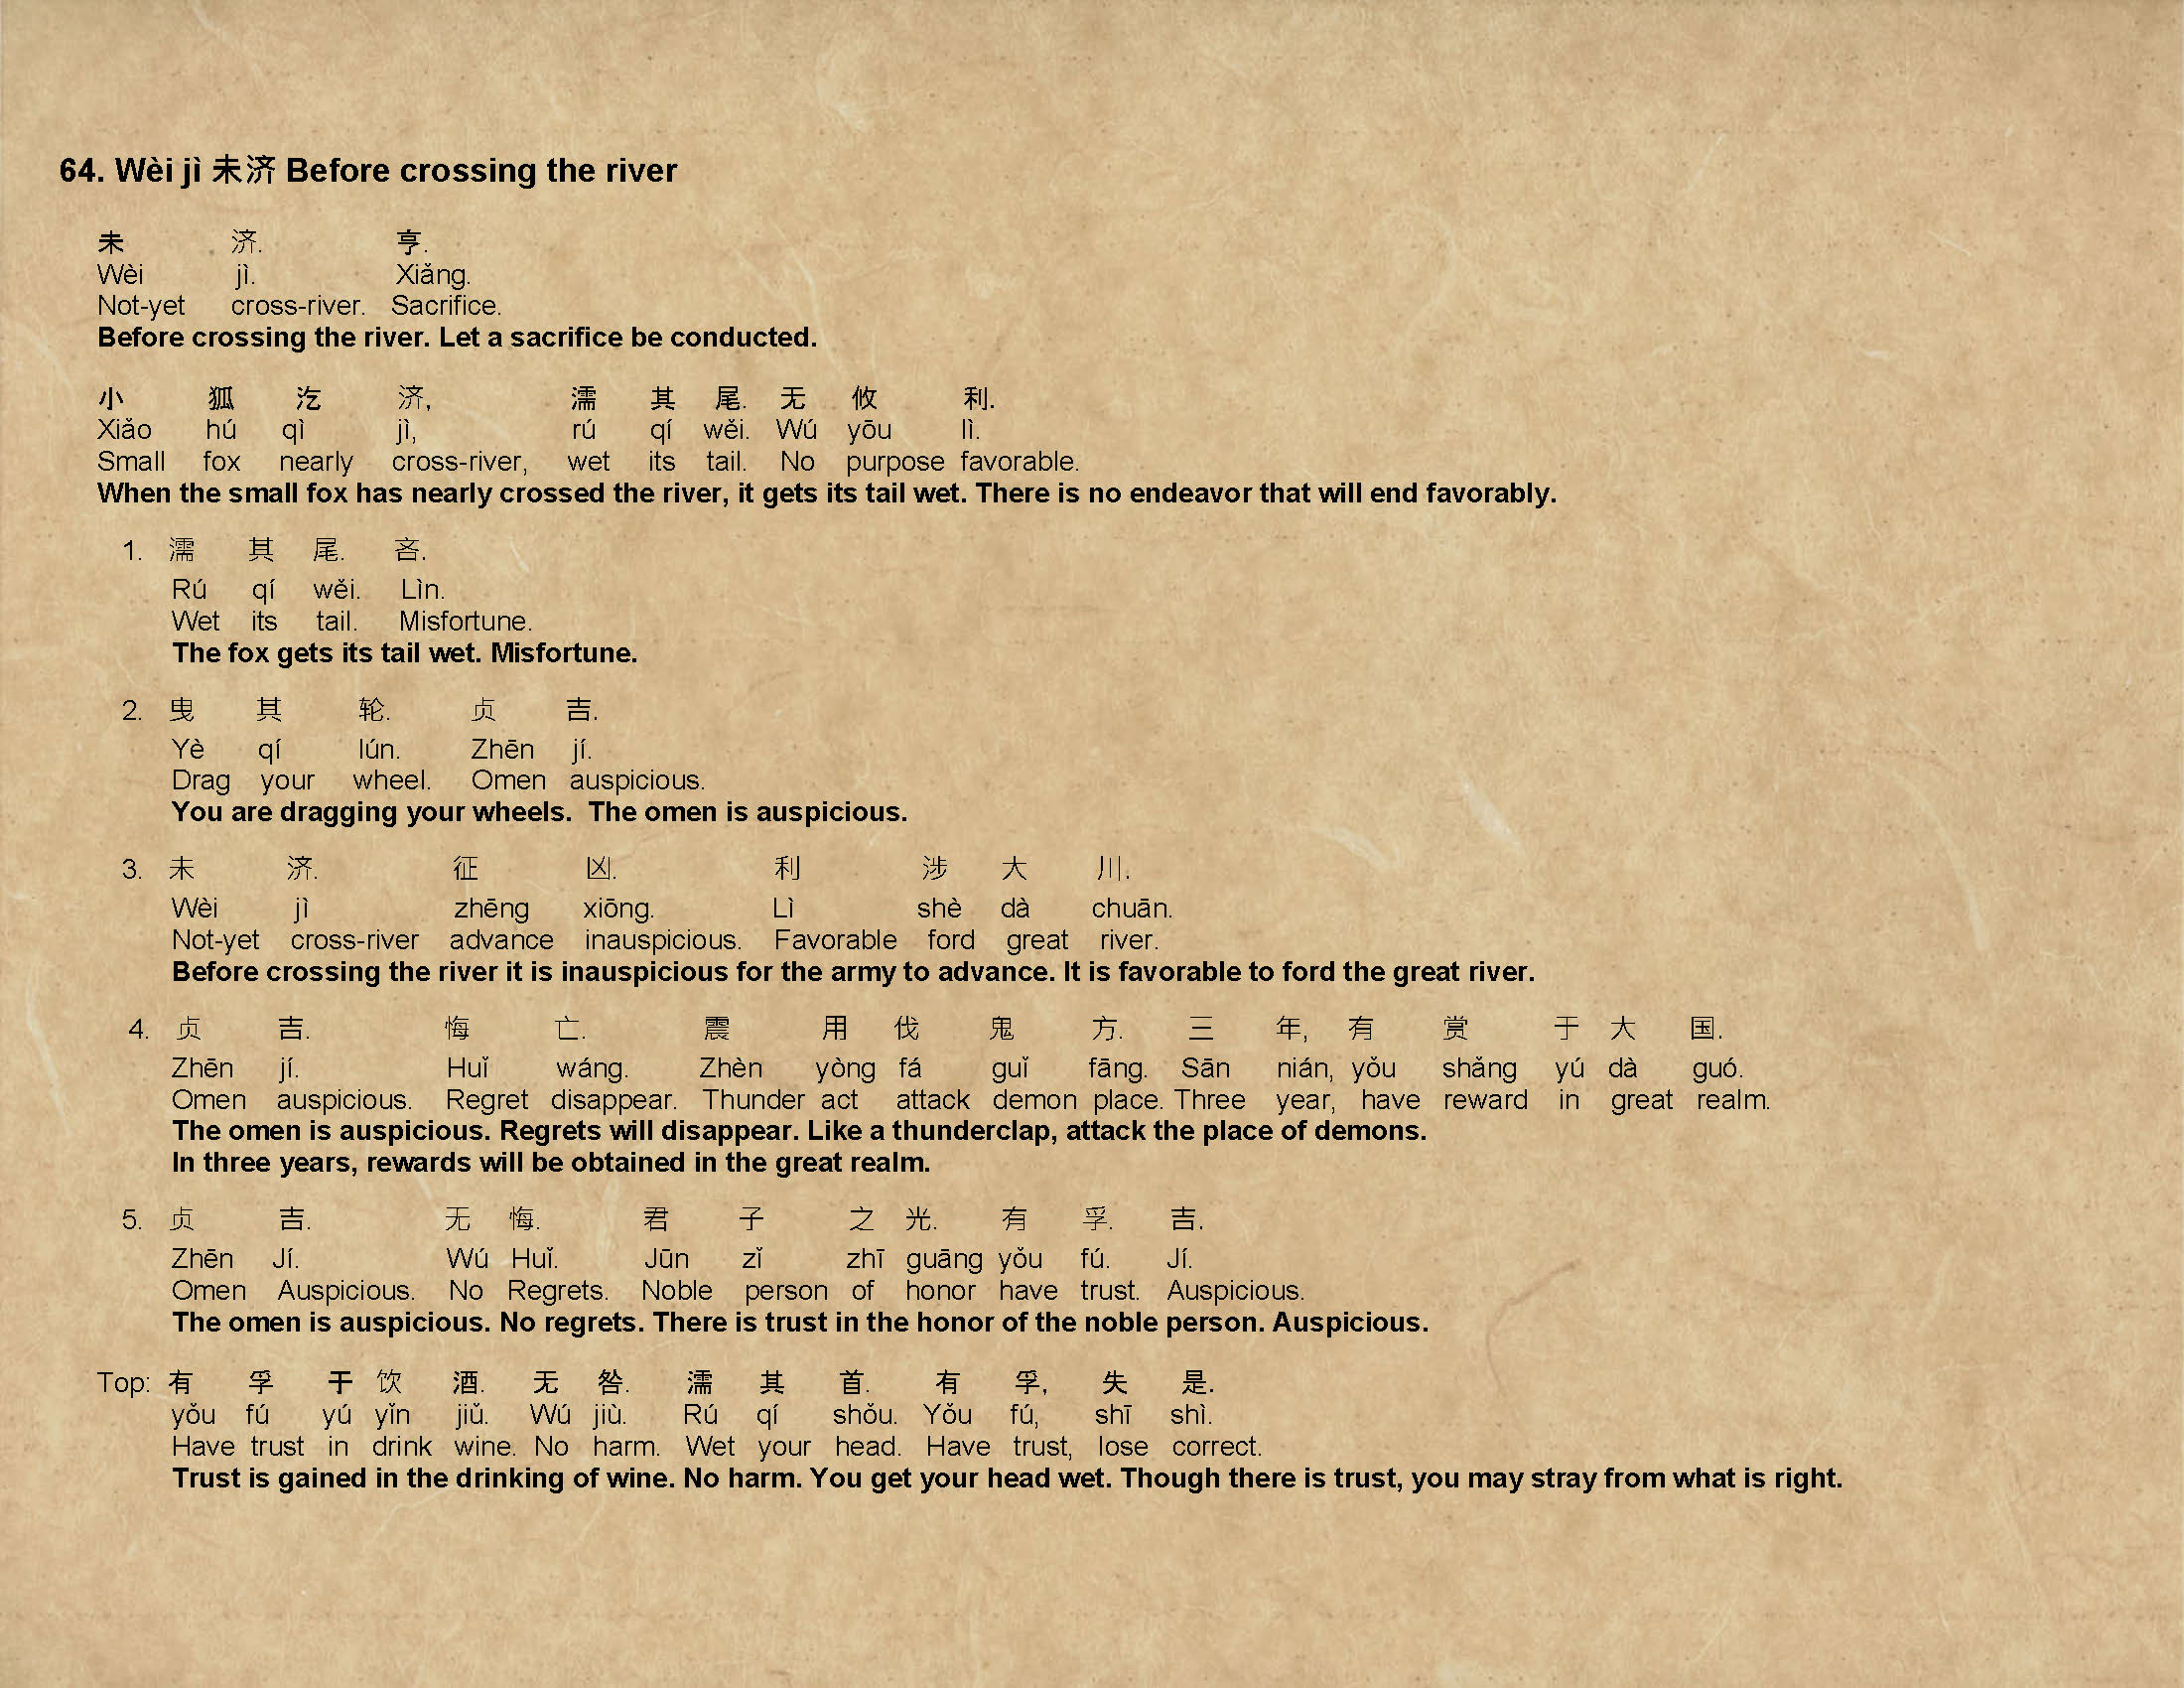 64. Wèi jì 未济 Before crossing the river
未 济. 亨.
Wèi jì. Xiǎng.
Not-yet cross-river. Sacrifice.
Before crossing the river. Let a sacrifice be conducted.
小 狐 汔 济, 濡 其 尾. 无 攸 利.
Xiǎo hú qì jì, rú qí wěi. Wú yōu lì.
Small fox nearly cross-river, wet its tail. No purpose favorable.
When the small fox has nearly crossed the river, it gets its tail wet. There is no endeavor that will end favorably.
1. 濡 其 尾. 吝.
Rú qí wěi. Lìn.
Wet its tail. Misfortune.
The fox gets its tail wet. Misfortune.
2. 曳 其 轮. 贞 吉.
Yè qí lún. Zhēn jí.
Drag your wheel. Omen auspicious.
You are dragging your wheels. The omen is auspicious.
3. 未 济. 征 凶. 利 涉 大 川.
Wèi jì zhēng xiōng. Lì shè dà chuān.
Not-yet cross-river advance inauspicious. Favorable ford great river.
Before crossing the river it is inauspicious for the army to advance. It is favorable to ford the great river.
4. 贞 吉. 悔 亡. 震 用 伐 鬼 方. 三 年, 有 赏 于 大 国.
Zhēn jí. Huǐ wáng. Zhèn yòng fá guǐ fāng. Sān nián, yǒu shǎng yú dà guó.
Omen auspicious. Regret disappear. Thunder act attack demon place. Three year, have reward in great realm.
The omen is auspicious. Regrets will disappear. Like a thunderclap, attack the place of demons.
In three years, rewards will be obtained in the great realm.
5. 贞 吉. 无 悔. 君 子 之 光. 有 孚. 吉.
Zhēn Jí. Wú Huǐ. Jūn zǐ zhī guāng yǒu fú. Jí.
Omen Auspicious. No Regrets. Noble person of honor have trust. Auspicious.
The omen is auspicious. No regrets. There is trust in the honor of the noble person. Auspicious.
Top: 有 孚 于 饮 酒. 无 咎. 濡 其 首. 有 孚, 失 是.
yǒu fú yú yǐn jiǔ. Wú jiù. Rú qí shǒu. Yǒu fú, shī shì.
Have trust in drink wine. No harm. Wet your head. Have trust, lose correct.
Trust is gained in the drinking of wine. No harm. You get your head wet. Though there is trust, you may stray from what is right.